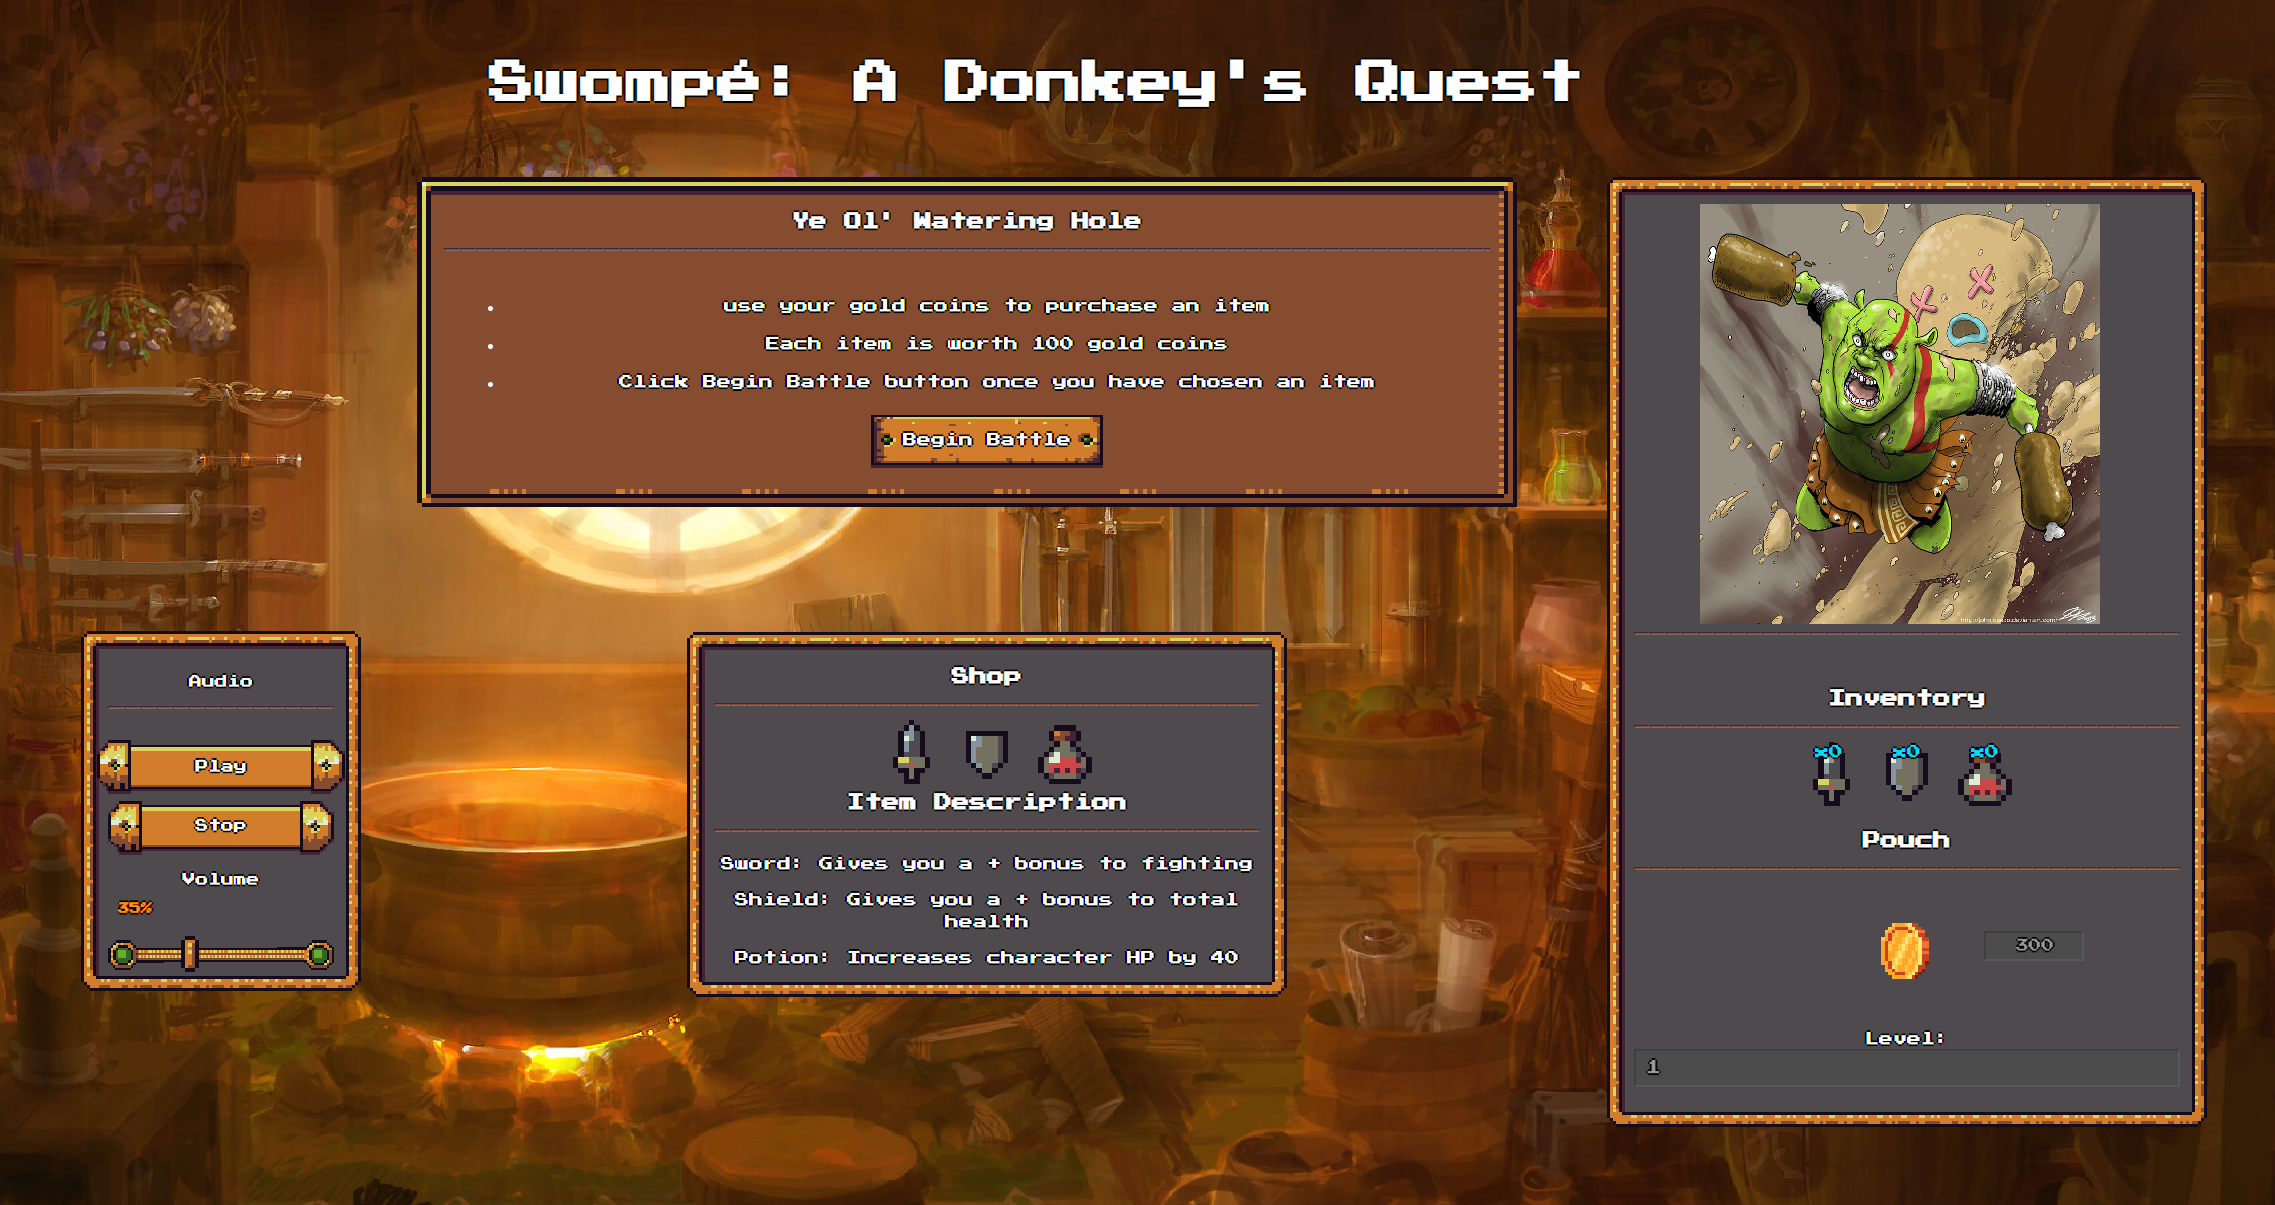 Swompé: A Donkey's Quest
Ye Ol' Watering Hole
use your gold coins to purchase an item
Each item is worth 100 gold coins
Click Begin Battle button once you have chosen an item
Begin Battle
Audio
Play
Stop
Volume
35%
Shop
Item Description
Sword: Gives you a + bonus to fighting
Shield: Gives you a + bonus to total
health
Potion: Increases character HP by 40
Inventory
x0 x0 x0
Pouch
300
Level:
1